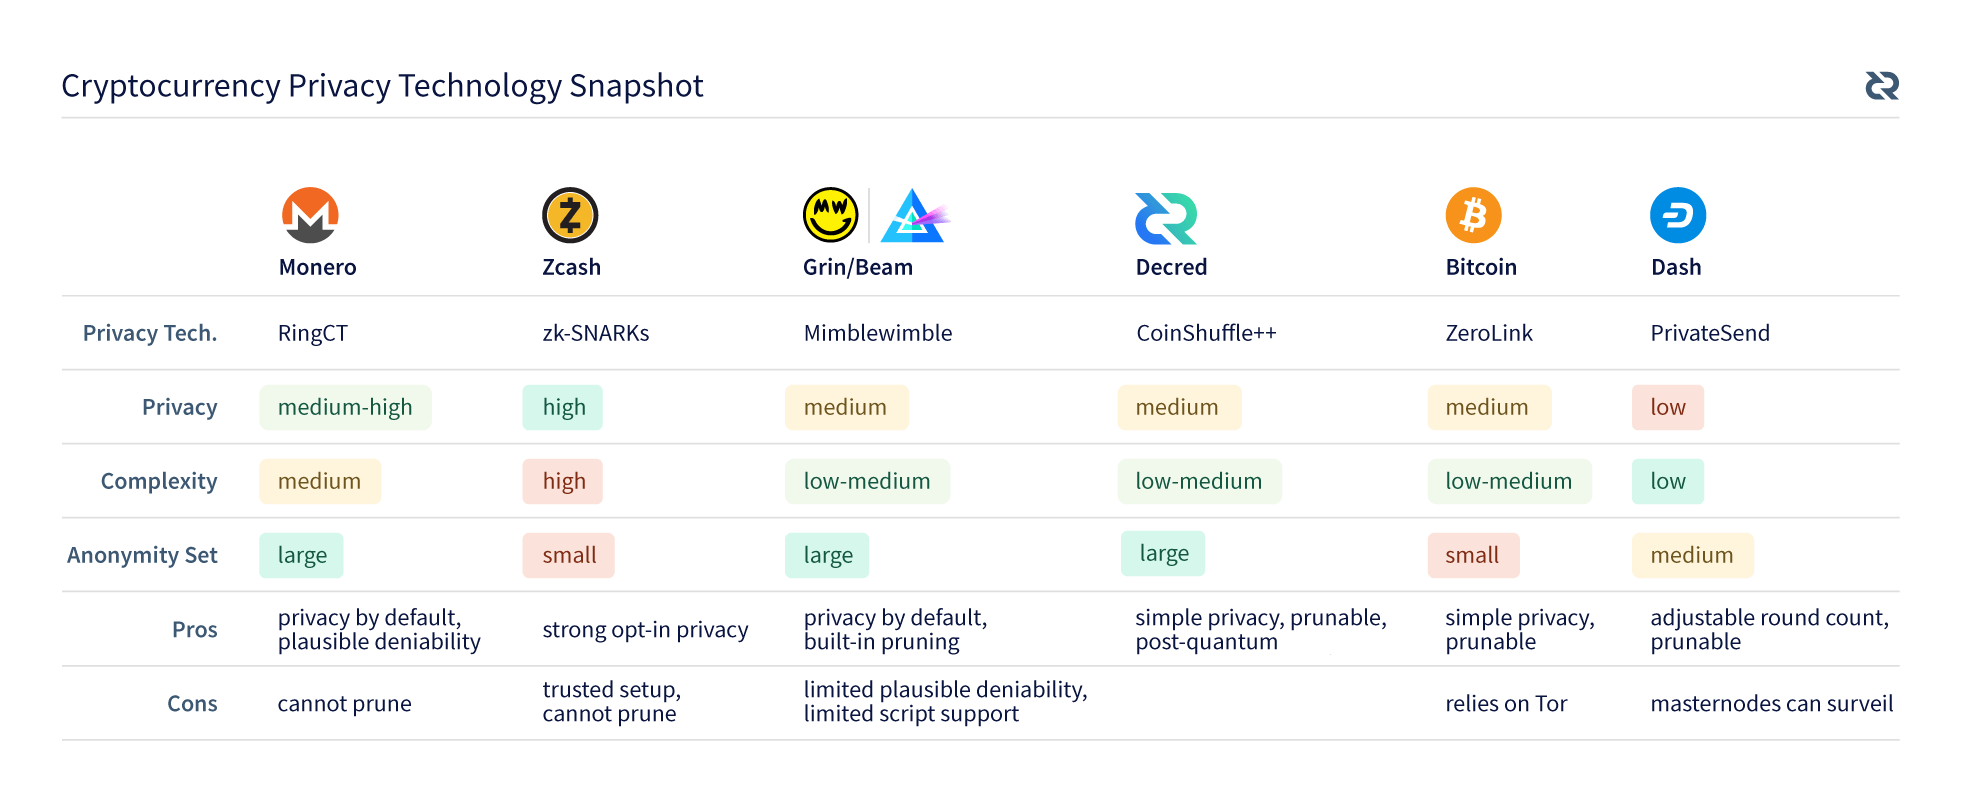 Cryptocurrency Privacy Technology Snapshot
Monero Zcash Grin/Beam Decred Bitcoin Dash
Privacy Tech. RingCT zk-SNARKs Mimblewimble CoinShuffle++ ZeroLink PrivateSend
Privacy medium-high high medium medium medium low
Complexity medium high low-medium low-medium low-medium low
Anonymity Set large small large large small medium
Pros privacy by default, plausible deniability strong opt-in privacy privacy by default, built-in pruning simple privacy, prunable, post-quantum simple privacy, prunable adjustable round count, prunable
Cons cannot prune trusted setup, cannot prune limited plausible deniability, limited script support relies on Tor masternodes can surveil